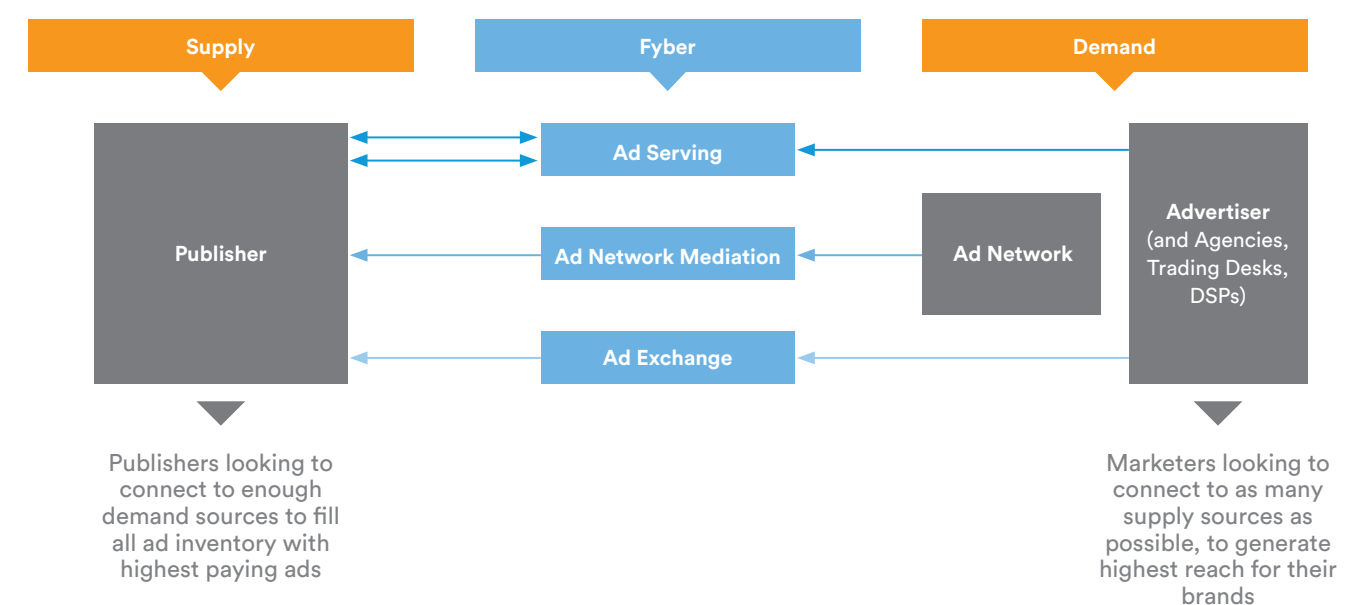 Supply
Fyber
Demand
Ad Serving
Publisher
Ad Network Mediation
Ad Network
Advertiser
(and Agencies,
Trading Desks,
DSPs)
Ad Exchange
Publishers looking to
connect to enough
demand sources to fill
all ad inventory with
highest paying ads
Marketers looking to
connect to as many
supply sources as
possible, to generate
highest reach for their
brands